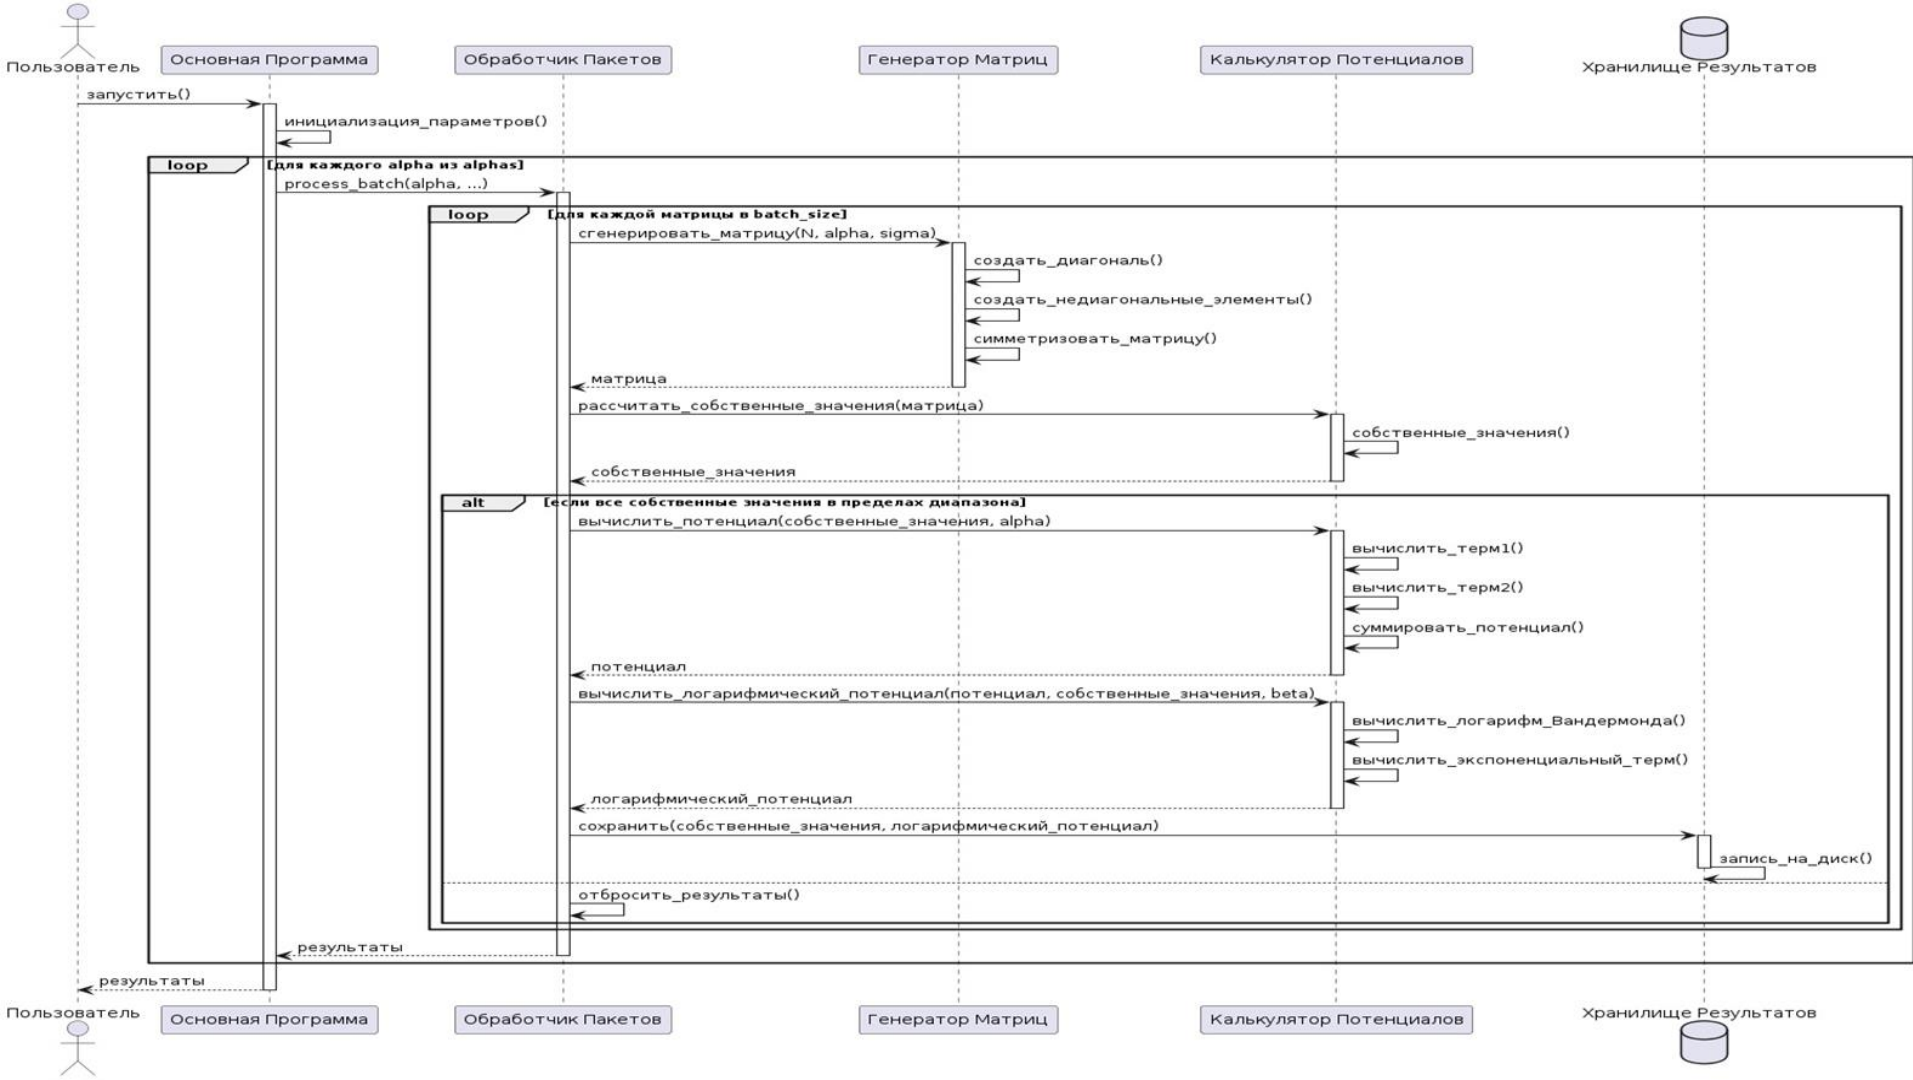 Пользователь
Основная Программа
Обработчик Пакетов
Генератор Матриц
Калькулятор Потенциалов
Хранилище Результатов
запустить()
инициализация_параметров()
loop [для каждого alpha из alphas]
process_batch(alpha, ...)
loop [для каждой матрицы в batch_size]
сгенерировать_матрицу(N, alpha, sigma)
создать_диагональ()
создать_недиагональные_элементы()
симметризовать_матрицу()
матрица
рассчитать_собственные_значения(матрица)
собственные_значения()
собственные_значения
alt [если все собственные значения в пределах диапазона]
вычислить_потенциал(собственные_значения, alpha)
вычислить_терм1()
вычислить_терм2()
суммировать_потенциал()
потенциал
вычислить_логарифмический_потенциал(потенциал, собственные_значения, beta)
вычислить_логарифм_Вандермонда()
вычислить_экспоненциальный_терм()
логарифмический_потенциал
сохранить(собственные_значения, логарифмический_потенциал)
запись_на_диск()
отбросить_результаты()
результаты
результаты
Пользователь
Основная Программа
Обработчик Пакетов
Генератор Матриц
Калькулятор Потенциалов
Хранилище Результатов